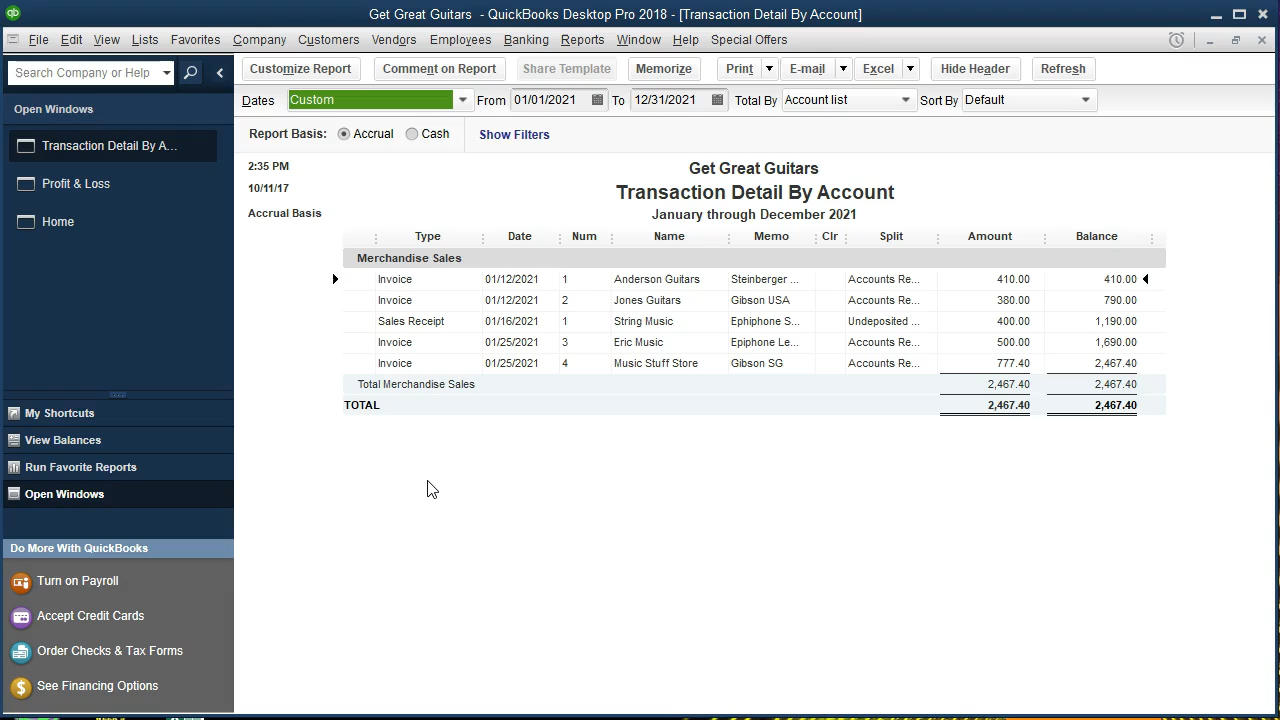 Get Great Guitars - QuickBooks Desktop Pro 2018 - [Transaction Detail By Account]
File Edit View Lists Favorites Company Customers Vendors Employees Banking Reports Window Help Special Offers
Search Company or Help
Customize Report Comment on Report Share Template Memorize Print E-mail Excel Hide Header Refresh
Open Windows
Dates Custom From 01/01/2021 To 12/31/2021 Total By Account list Sort By Default
Report Basis: Accrual Cash Show Filters
Transaction Detail By A...
Profit & Loss
Home
2:35 PM
10/11/17
Accrual Basis
Get Great Guitars
Transaction Detail By Account
January through December 2021
Type Date Num Name Memo Clr Split Amount Balance
Merchandise Sales
Invoice 01/12/2021 1 Anderson Guitars Steinberger ... Accounts Re... 410.00 410.00
Invoice 01/12/2021 2 Jones Guitars Gibson USA Accounts Re... 380.00 790.00
Sales Receipt 01/16/2021 1 String Music Ephiphone S... Undeposited ... 400.00 1,190.00
Invoice 01/25/2021 3 Eric Music Epiphone Le... Accounts Re... 500.00 1,690.00
Invoice 01/25/2021 4 Music Stuff Store Gibson SG Accounts Re... 777.40 2,467.40
Total Merchandise Sales 2,467.40 2,467.40
TOTAL 2,467.40 2,467.40
My Shortcuts
View Balances
Run Favorite Reports
Open Windows
Do More With QuickBooks
Turn on Payroll
Accept Credit Cards
Order Checks & Tax Forms
See Financing Options